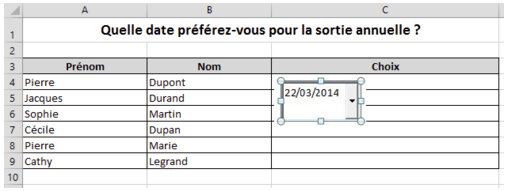 A B C
1 Quelle date préférez-vous pour la sortie annuelle ?
2
3 Prénom Nom Choix
4 Pierre Dupont
5 Jacques Durand 22/03/2014
6 Sophie Martin
7 Cécile Dupan
8 Pierre Marie
9 Cathy Legrand
10